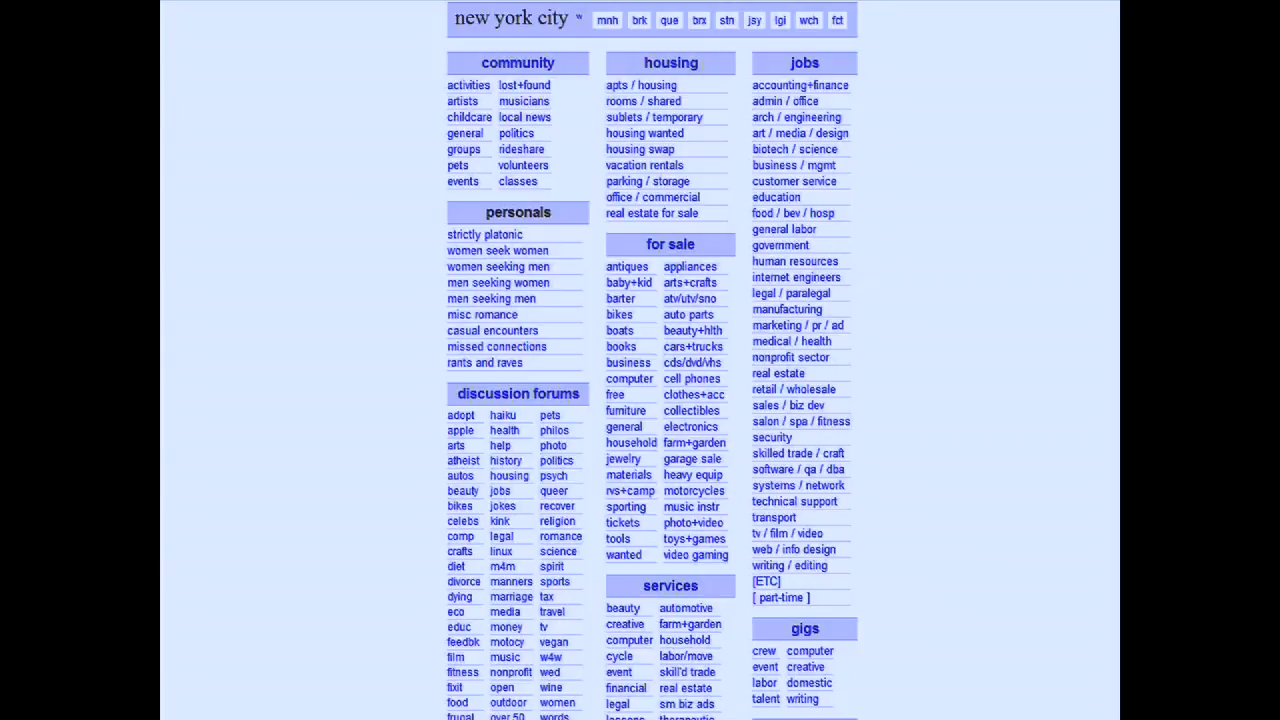 new york city w mnh brk que brx stn jsy lgi wch fct
community
activities lost+found
artists musicians
childcare local news
general politics
groups rideshare
pets volunteers
events classes
personals
strictly platonic
women seek women
women seeking men
men seeking women
men seeking men
misc romance
casual encounters
missed connections
rants and raves
discussion forums
adopt haiku pets
apple health philos
arts help photo
atheist history politics
autos housing psych
beauty jobs queer
bikes jokes recover
celebs kink religion
comp legal romance
crafts linux science
diet m4m spirit
divorce manners sports
dying marriage tax
eco media travel
educ money tv
feedbk motocy vegan
film music w4w
fitness nonprofit wed
fixit open wine
food outdoor women
frugal over 50 words
housing
apts / housing
rooms / shared
sublets / temporary
housing wanted
housing swap
vacation rentals
parking / storage
office / commercial
real estate for sale
for sale
antiques appliances
baby+kid arts+crafts
barter atv/utv/sno
bikes auto parts
boats beauty+hlth
books cars+trucks
business cds/dvd/vhs
computer cell phones
free clothes+acc
furniture collectibles
general electronics
household farm+garden
jewelry garage sale
materials heavy equip
rvs+camp motorcycles
sporting music instr
tickets photo+video
tools toys+games
wanted video gaming
services
beauty automotive
creative farm+garden
computer household
cycle labor/move
event skill'd trade
financial real estate
legal sm biz ads
lessons therapeutic
jobs
accounting+finance
admin / office
arch / engineering
art / media / design
biotech / science
business / mgmt
customer service
education
food / bev / hosp
general labor
government
human resources
internet engineers
legal / paralegal
manufacturing
marketing / pr / ad
medical / health
nonprofit sector
real estate
retail / wholesale
sales / biz dev
salon / spa / fitness
security
skilled trade / craft
software / qa / dba
systems / network
technical support
transport
tv / film / video
web / info design
writing / editing
[ETC]
[ part-time ]
gigs
crew computer
event creative
labor domestic
talent writing